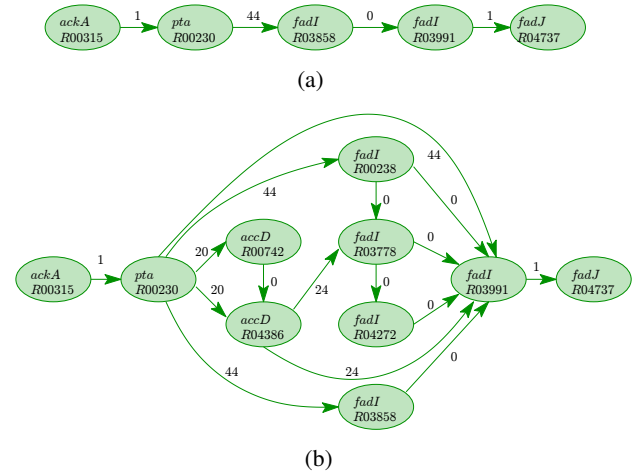 ackA
R00315
1
pta
R00230
44
fadI
R03858
0
fadI
R03991
1
fadJ
R04737
(a)
44
fadI
R00238
44
0
0
accD
R00742
20
fadI
R03778
0
ackA
R00315
1
pta
R00230
20
0
24
0
fadI
R03991
1
fadJ
R04737
accD
R04386
fadI
R04272
0
44
24
0
fadI
R03858
(b)